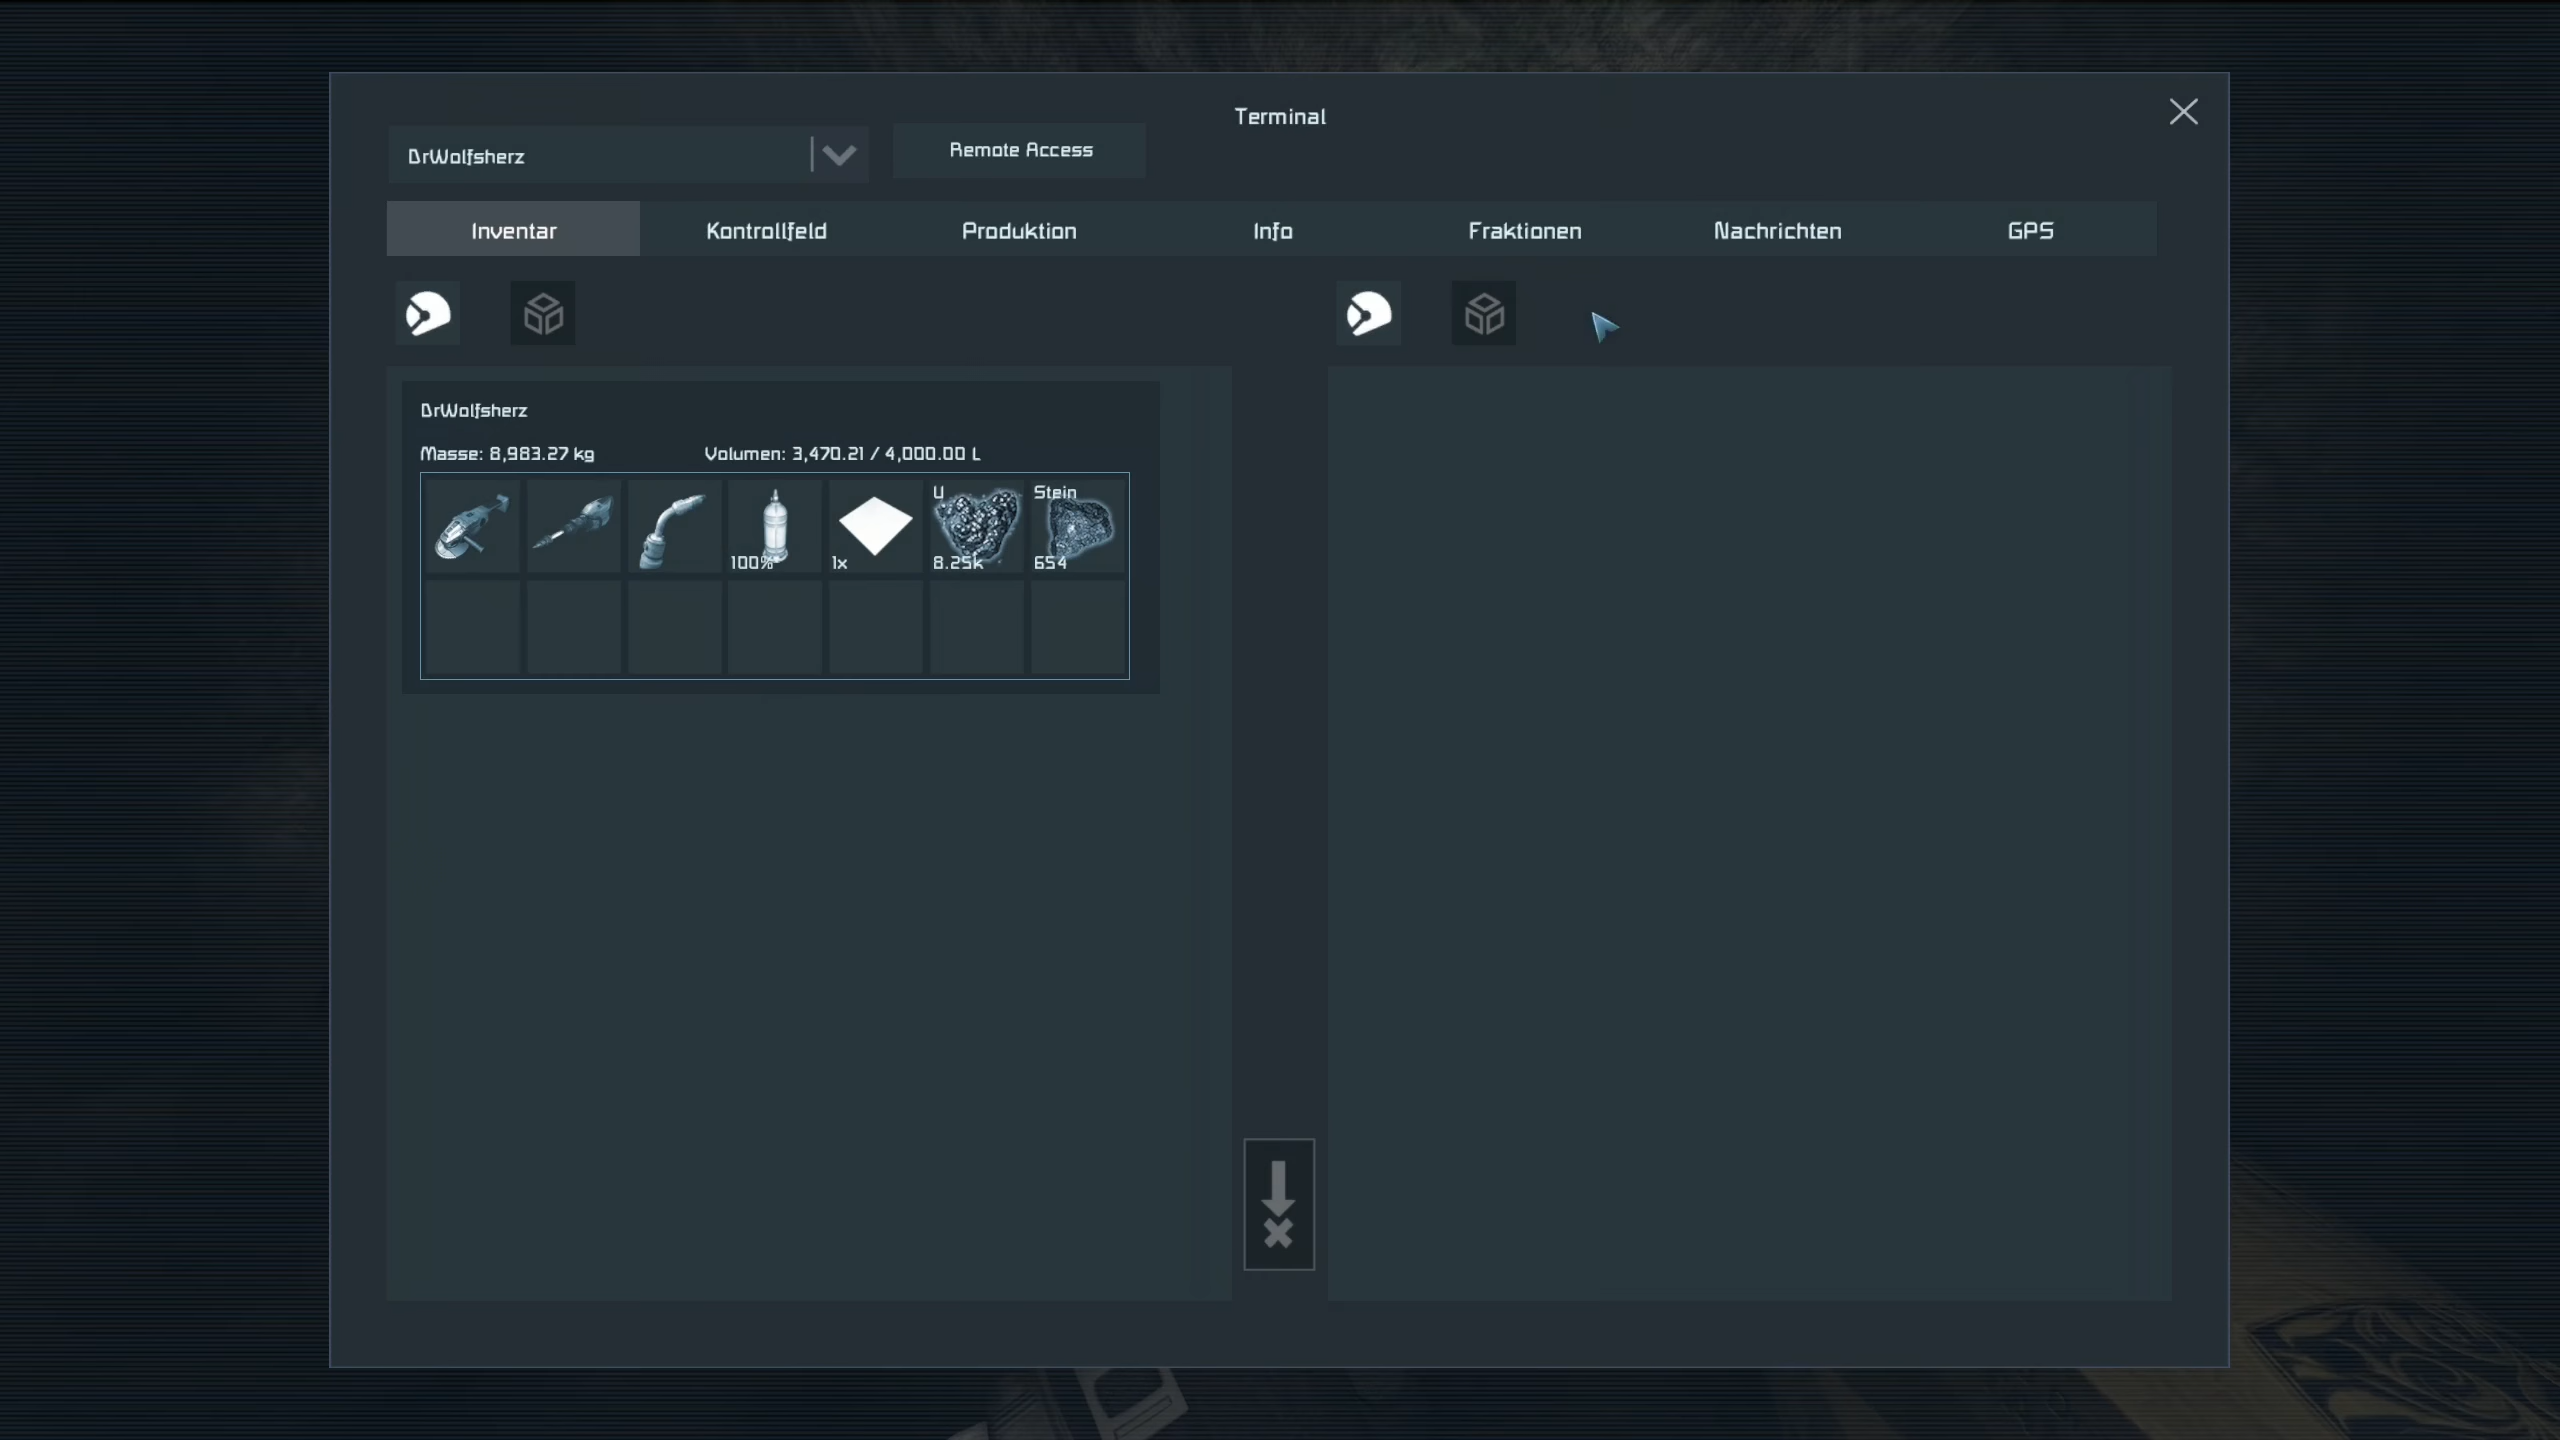 Terminal
DrWolfsherz
Remote Access
Inventar Kontrollfeld Produktion Info Fraktionen Nachrichten GPS
DrWolfsherz
Masse: 8,983.27 kg Volumen: 3,470.21 / 4,000.00 L
U Stein
100% 1x 8.25k 654